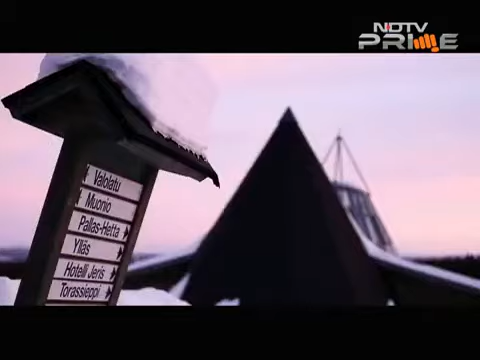 NDTV
PRIME
Valolatu
Muonio
Pallas-Hetta
Ylläs
Hotelli Jeris
Torassieppi